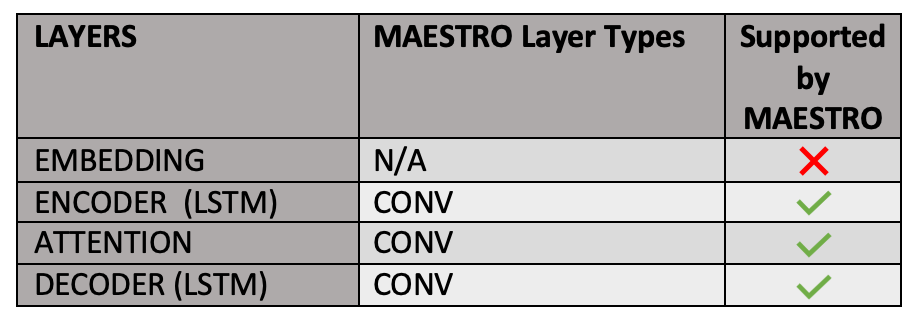 LAYERS MAESTRO Layer Types Supported
by
MAESTRO
EMBEDDING N/A ❌
ENCODER (LSTM) CONV ✓
ATTENTION CONV ✓
DECODER (LSTM) CONV ✓